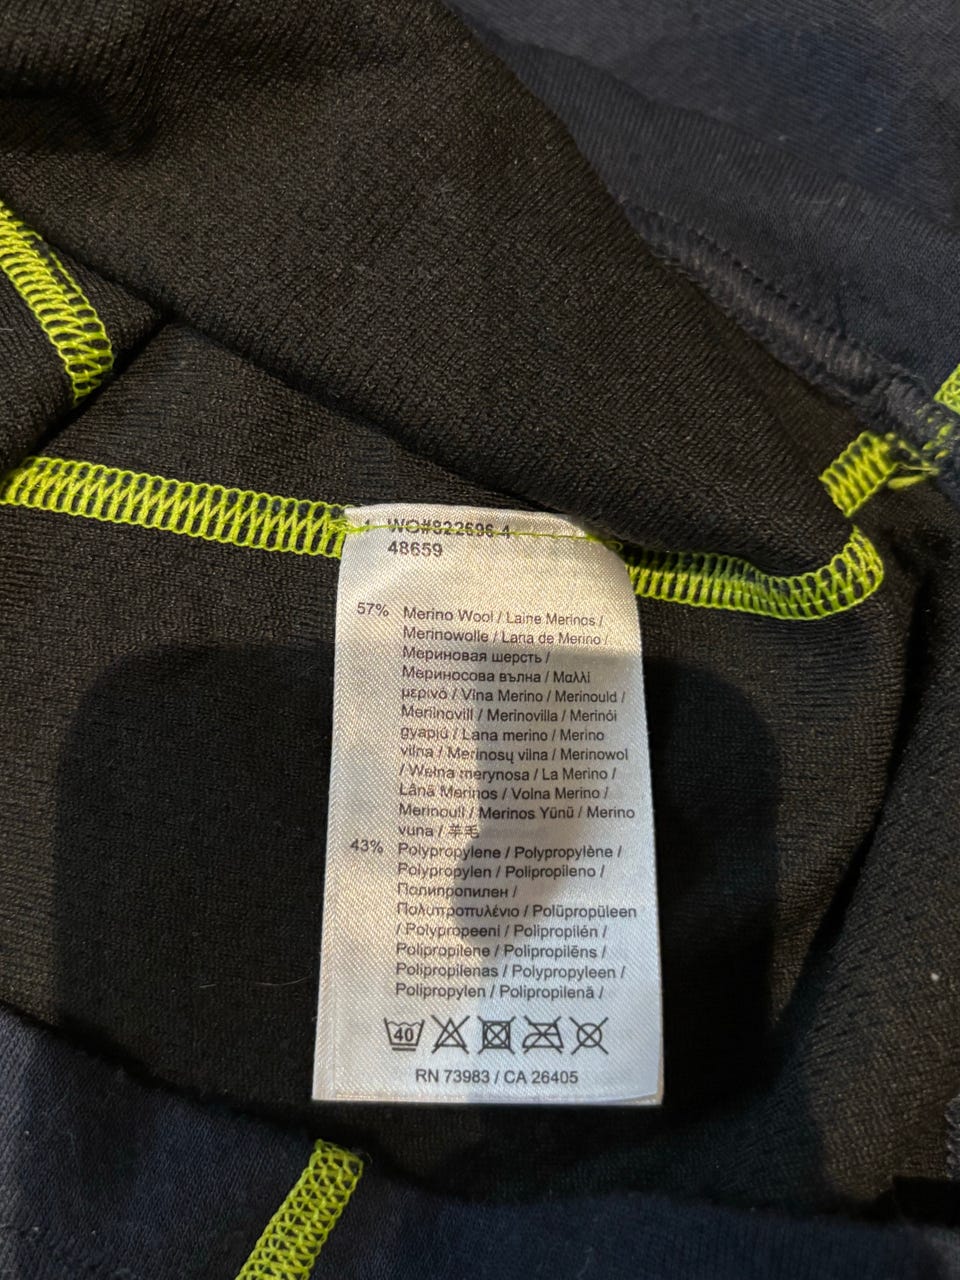 WO#822696-4
48659
57% Merino Wool / Laine Merinos /
Merinowolle / Lana de Merino /
Мериновая шерсть /
Мериносова вълна / Μαλλί
μερινό / Vlna Merino / Merinould /
Meriinovill / Merinovilla / Merinói
gyapjú / Lana merino / Merino
vilna / Merinosų vilna / Merinowol
/ Wełna merynosa / La Merino /
Lână Merinos / Volna Merino /
Merinoull / Merinos Yünü / Merino
vuna / 羊毛
43% Polypropylene / Polypropylène /
Polypropylen / Polipropileno /
Полипропилен /
Πολυπροπυλένιο / Polüpropüleen
/ Polypropeeni / Polipropilén /
Polipropilene / Polipropilēns /
Polipropilenas / Polypropyleen /
Polipropylen / Polipropilenă /
40
RN 73983 / CA 26405